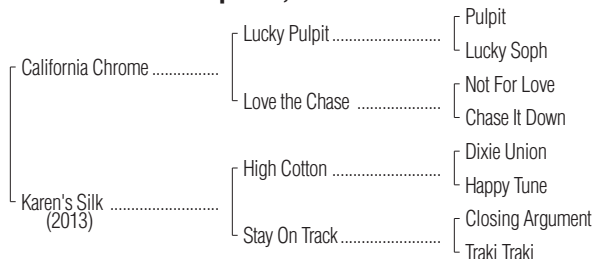 Pulpit
Lucky Pulpit
Lucky Soph
California Chrome
Not For Love
Love the Chase
Chase It Down
Dixie Union
High Cotton
Happy Tune
Karen's Silk
(2013)
Closing Argument
Stay On Track
Traki Traki